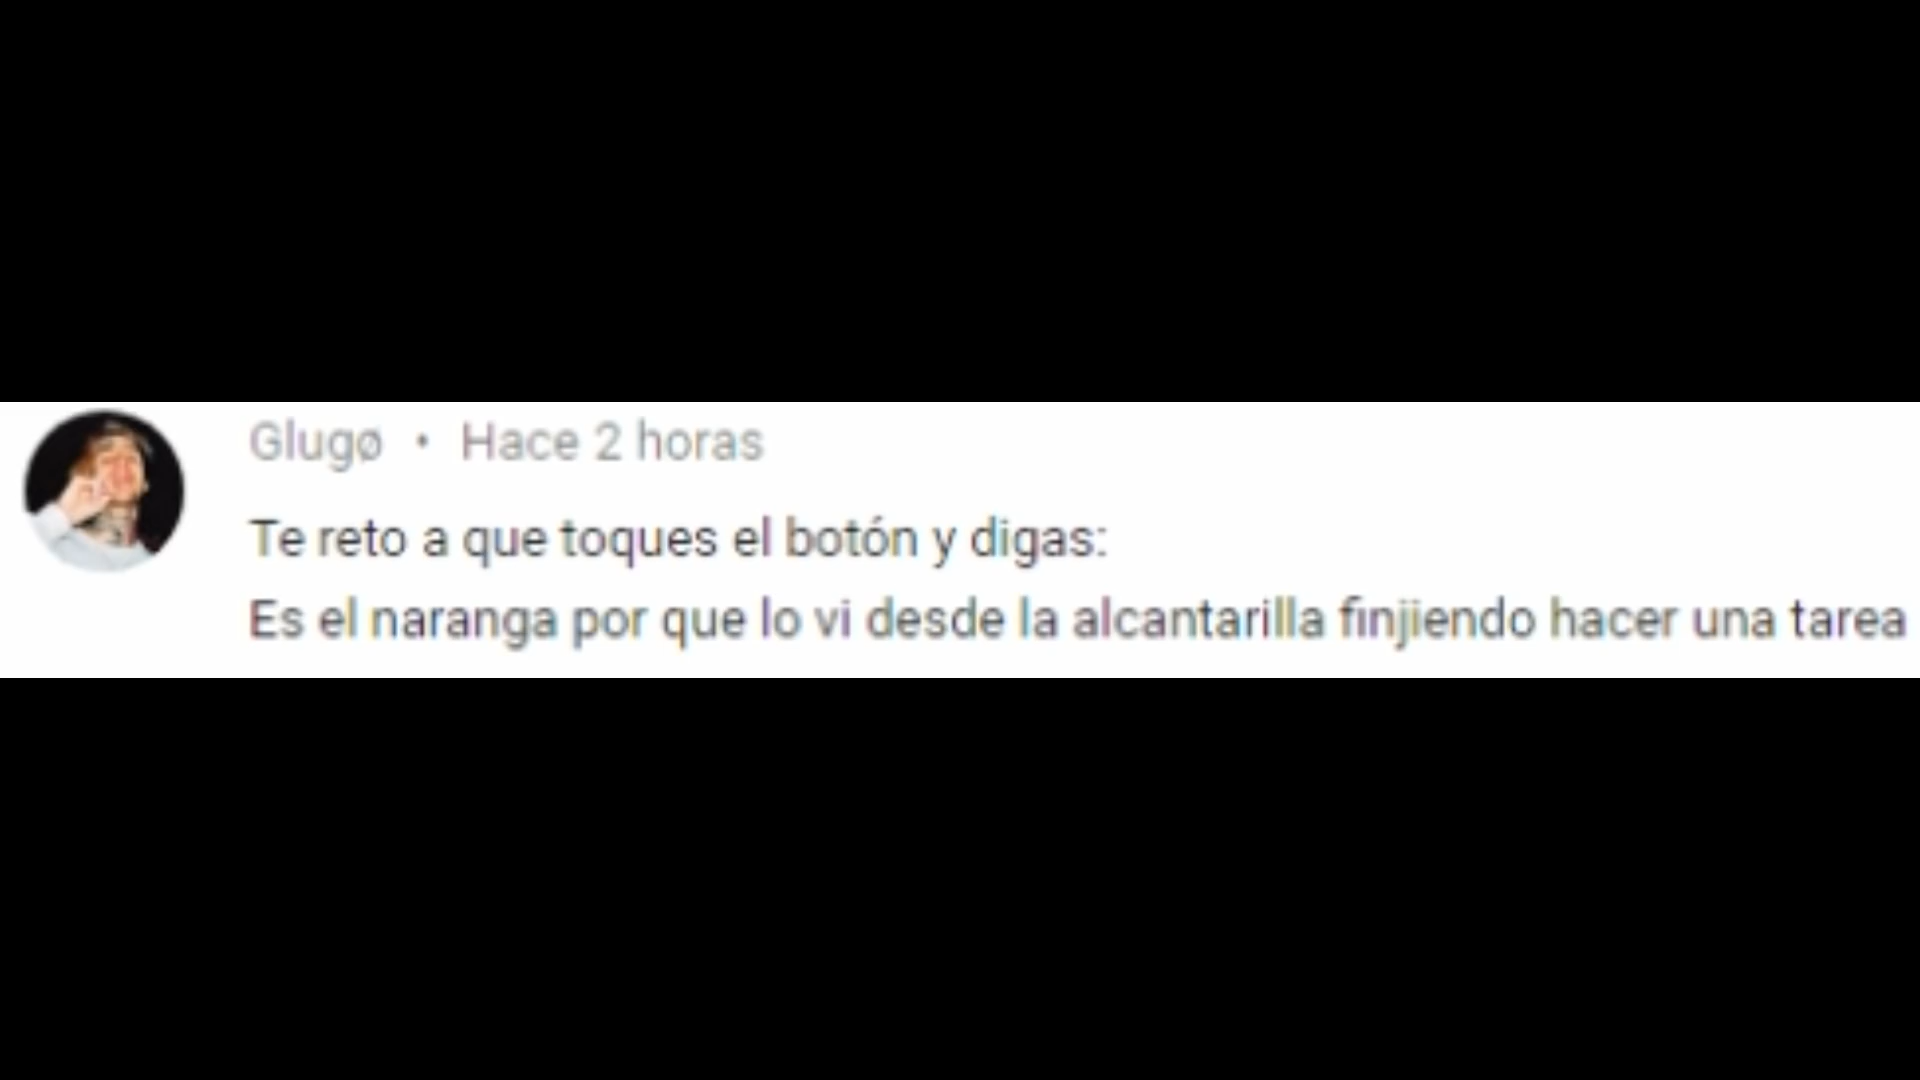 Glugø • Hace 2 horas
Te reto a que toques el botón y digas:
Es el naranga por que lo vi desde la alcantarilla finjiendo hacer una tarea